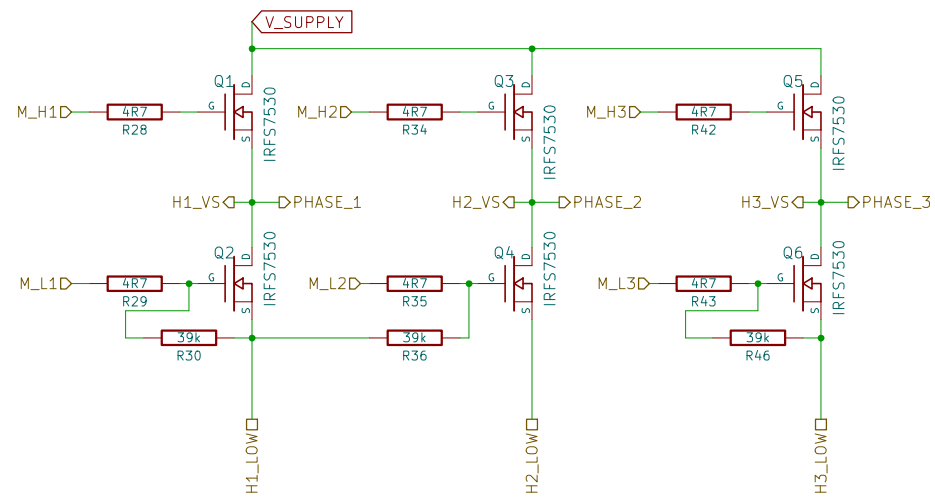 V_SUPPLY
Q1
Q3
Q5
D
D
D
M_H1
4R7
R28
G
S
IRFS7530
M_H2
4R7
R34
G
S
IRFS7530
M_H3
4R7
R42
G
S
IRFS7530
H1_VS
PHASE_1
H2_VS
PHASE_2
H3_VS
PHASE_3
Q2
Q4
Q6
D
D
D
M_L1
4R7
R29
G
S
IRFS7530
M_L2
4R7
R35
G
S
IRFS7530
M_L3
4R7
R43
G
S
IRFS7530
39k
R30
39k
R36
39k
R46
H1_LOW
H2_LOW
H3_LOW